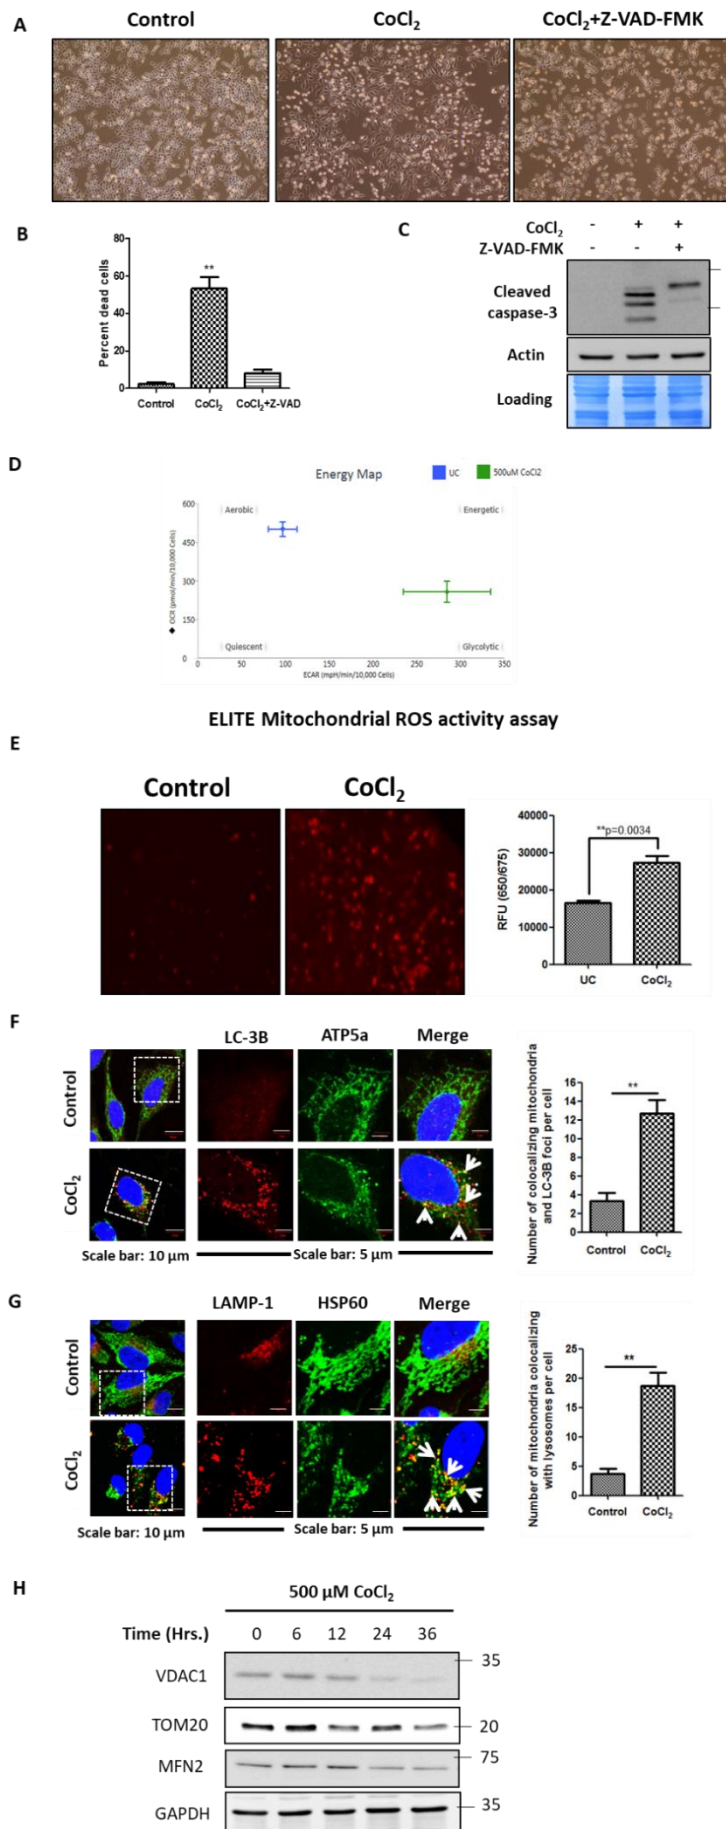 A
Control
CoCl₂
CoCl₂+Z-VAD-FMK
B
Percent dead cells
80
60
40
20
0
**
Control
CoCl₂
CoCl₂+Z-VAD
C
CoCl₂ - + +
Z-VAD-FMK - - +
Cleaved
caspase-3
Actin
Loading
D
Energy Map
UC
500uM CoCl2
OCR (pmol/min/10,000 Cells)
600
450
300
150
0
Aerobic
Energetic
Quiescent
Glycolytic
0 50 100 150 200 250 300 350
ECAR (mpH/min/10,000 Cells)
ELITE Mitochondrial ROS activity assay
E
Control
CoCl₂
RFU (650/675)
40000
30000
20000
10000
0
**p=0.0034
UC
CoCl₂
F
LC-3B
ATP5a
Merge
Control
CoCl₂
Scale bar: 10 µm
Scale bar: 5 µm
Number of colocalizing mitochondria
and LC-3B foci per cell
16
14
12
10
8
6
4
2
0
**
Control
CoCl₂
G
LAMP-1
HSP60
Merge
Control
CoCl₂
Scale bar: 10 µm
Scale bar: 5 µm
Number of mitochondria colocalizing
with lysosomes per cell
25
20
15
10
5
0
**
Control
CoCl₂
H
500 µM CoCl₂
Time (Hrs.) 0 6 12 24 36
VDAC1
35
TOM20
20
MFN2
75
GAPDH
35